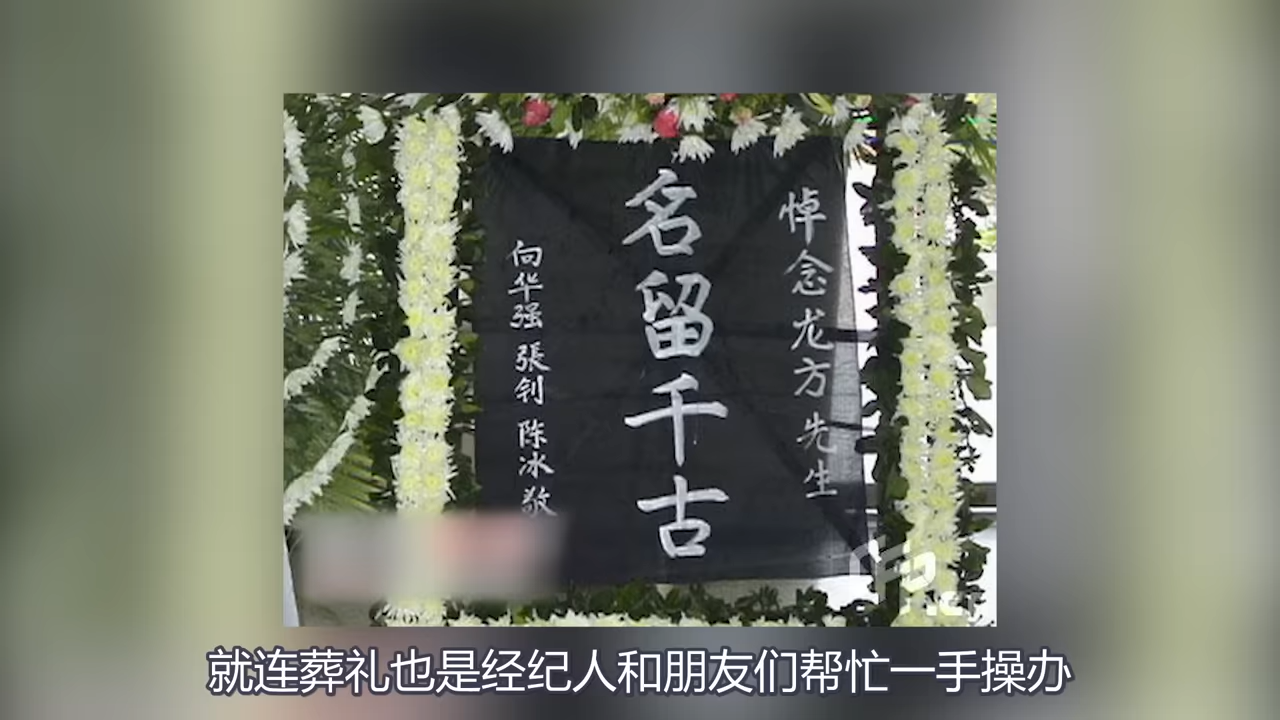 悼念龙方先生
名留千古
向华强 張钊 陈冰 敬
就连葬礼也是经纪人和朋友们帮忙一手操办